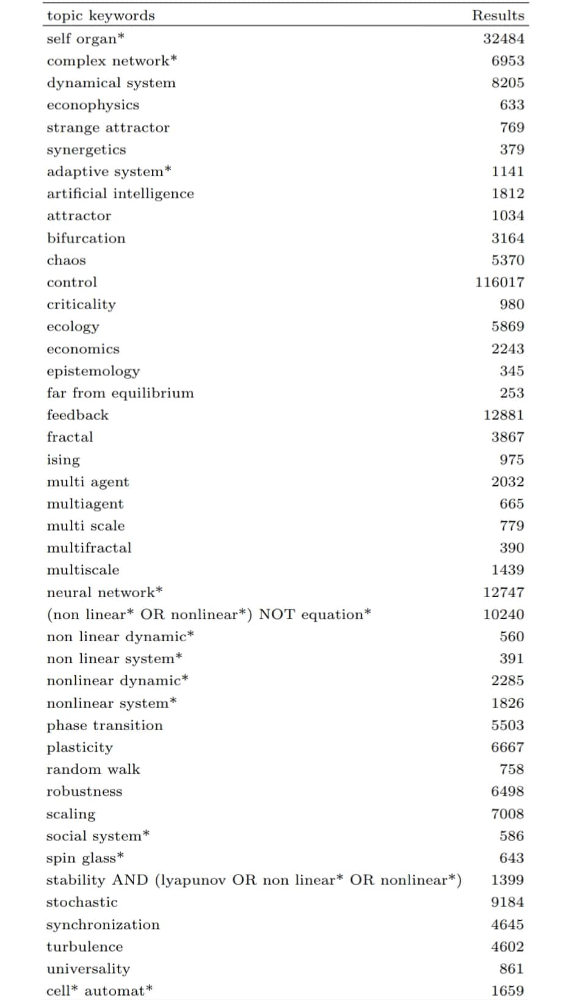 topic keywords Results
self organ* 32484
complex network* 6953
dynamical system 8205
econophysics 633
strange attractor 769
synergetics 379
adaptive system* 1141
artificial intelligence 1812
attractor 1034
bifurcation 3164
chaos 5370
control 116017
criticality 980
ecology 5869
economics 2243
epistemology 345
far from equilibrium 253
feedback 12881
fractal 3867
ising 975
multi agent 2032
multiagent 665
multi scale 779
multifractal 390
multiscale 1439
neural network* 12747
(non linear* OR nonlinear*) NOT equation* 10240
non linear dynamic* 560
non linear system* 391
nonlinear dynamic* 2285
nonlinear system* 1826
phase transition 5503
plasticity 6667
random walk 758
robustness 6498
scaling 7008
social system* 586
spin glass* 643
stability AND (lyapunov OR non linear* OR nonlinear*) 1399
stochastic 9184
synchronization 4645
turbulence 4602
universality 861
cell* automat* 1659